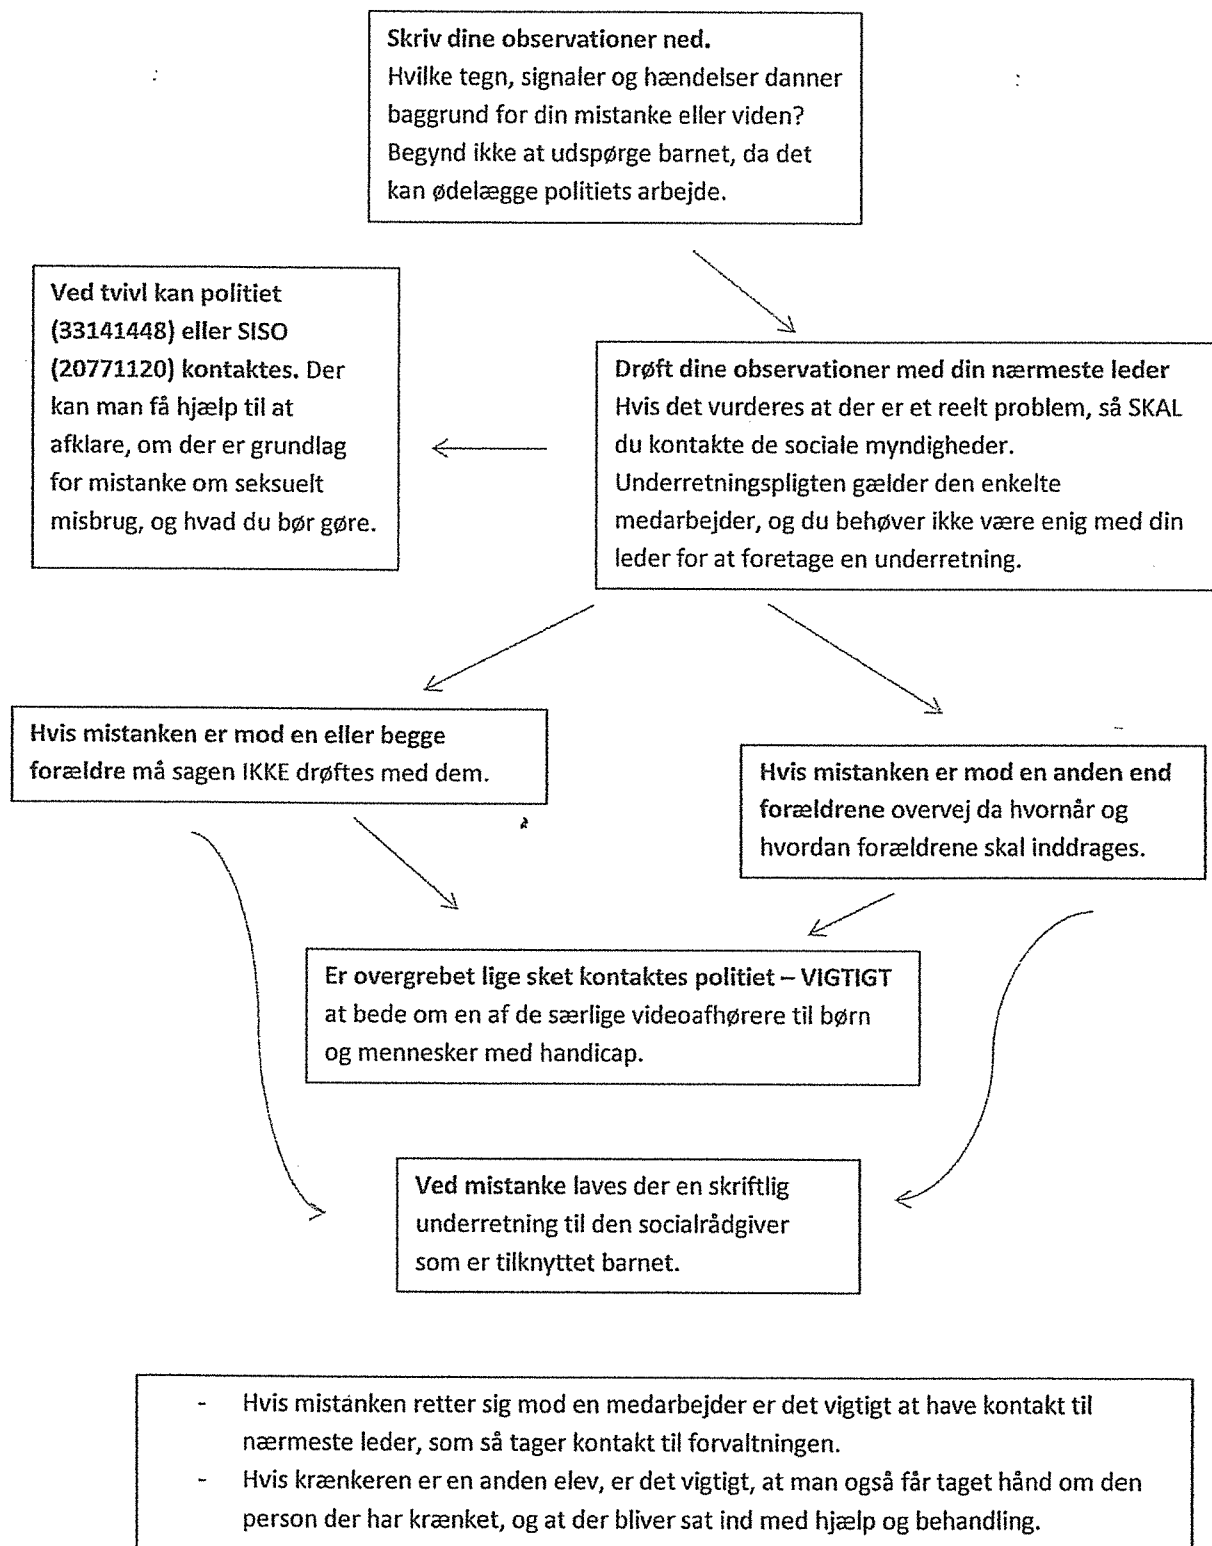 Skriv dine observationer ned.
Hvilke tegn, signaler og hændelser danner
baggrund for din mistanke eller viden?
Begynd ikke at udspørge barnet, da det
kan ødelægge politiets arbejde.
Ved tvivl kan politiet
(33141448) eller SISO
(20771120) kontaktes. Der
kan man få hjælp til at
afklare, om der er grundlag
for mistanke om seksuelt
misbrug, og hvad du bør gøre.
Drøft dine observationer med din nærmeste leder
Hvis det vurderes at der er et reelt problem, så SKAL
du kontakte de sociale myndigheder.
Underretningspligten gælder den enkelte
medarbejder, og du behøver ikke være enig med din
leder for at foretage en underretning.
Hvis mistanken er mod en eller begge
forældre må sagen IKKE drøftes med dem.
Hvis mistanken er mod en anden end
forældrene overvej da hvornår og
hvordan forældrene skal inddrages.
Er overgrebet lige sket kontaktes politiet – VIGTIGT
at bede om en af de særlige videoafhørere til børn
og mennesker med handicap.
Ved mistanke laves der en skriftlig
underretning til den socialrådgiver
som er tilknyttet barnet.
- Hvis mistanken retter sig mod en medarbejder er det vigtigt at have kontakt til
nærmeste leder, som så tager kontakt til forvaltningen.
- Hvis krænkeren er en anden elev, er det vigtigt, at man også får taget hånd om den
person der har krænket, og at der bliver sat ind med hjælp og behandling.